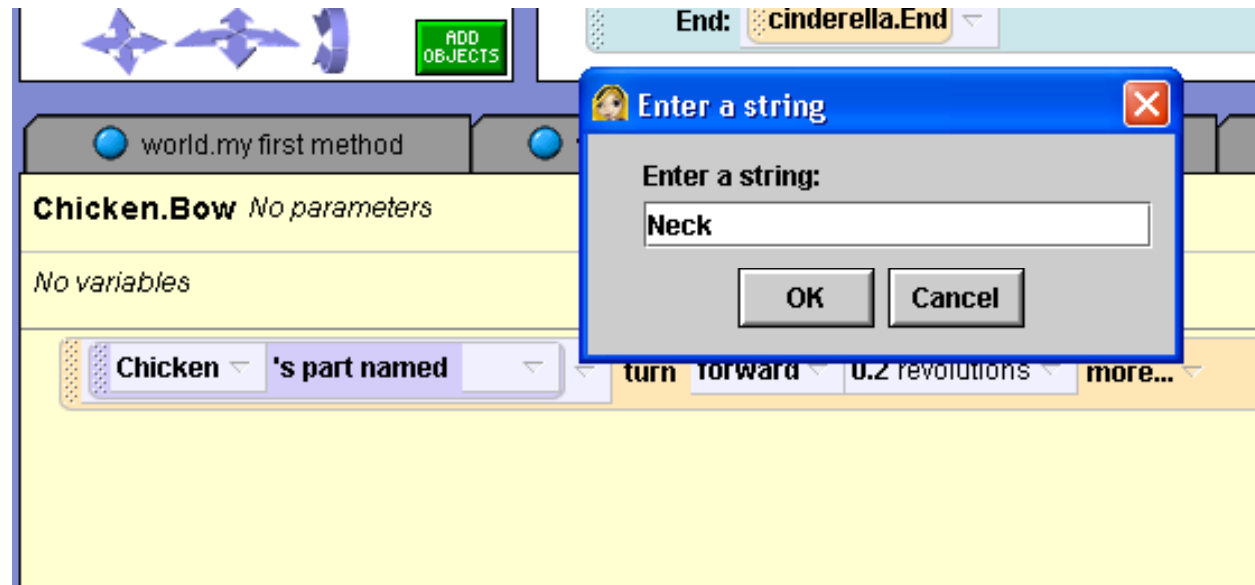 ADD
OBJECTS
End: cinderella.End
Enter a string
world.my first method
Enter a string:
Neck
Chicken.Bow No parameters
No variables
OK Cancel
Chicken 's part named turn forward 0.2 revolutions more...